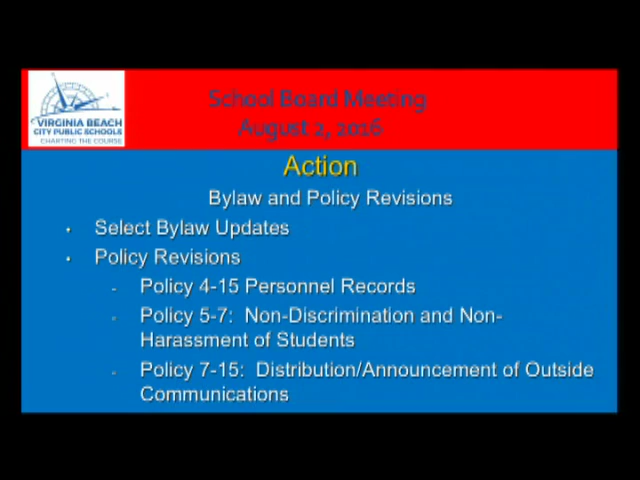 VIRGINIA BEACH
CITY PUBLIC SCHOOLS
CHARTING THE COURSE
School Board Meeting
August 2, 2016
Action
Bylaw and Policy Revisions
• Select Bylaw Updates
• Policy Revisions
- Policy 4-15 Personnel Records
- Policy 5-7: Non-Discrimination and Non-
Harassment of Students
- Policy 7-15: Distribution/Announcement of Outside
Communications